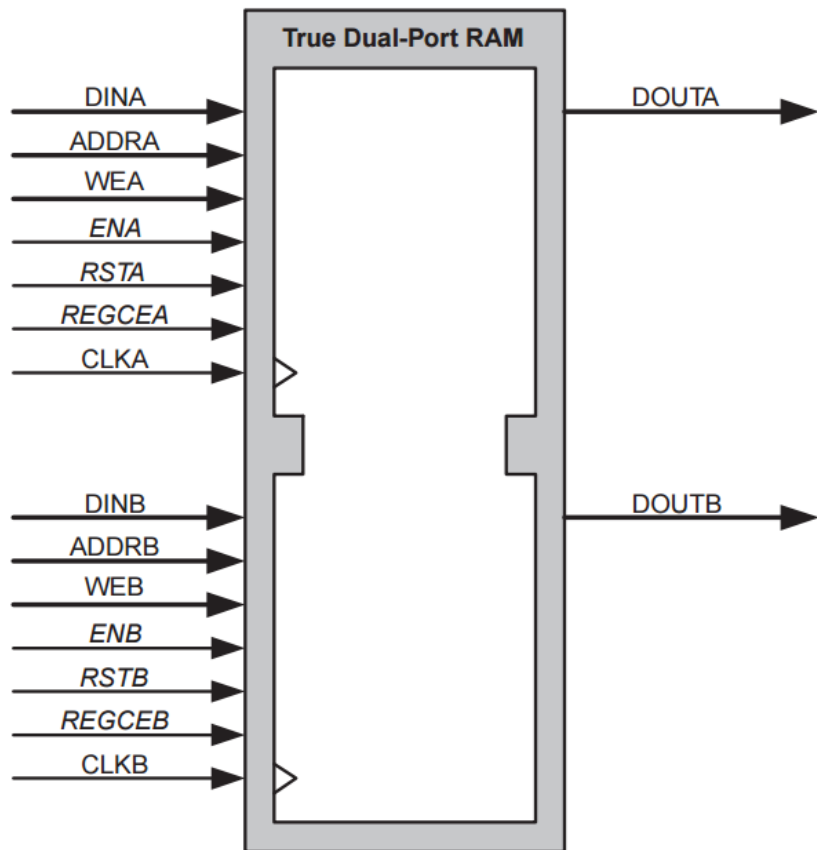 True Dual-Port RAM
DINA
DOUTA
ADDRA
WEA
ENA
RSTA
REGCEA
CLKA
DINB
DOUTB
ADDRB
WEB
ENB
RSTB
REGCEB
CLKB